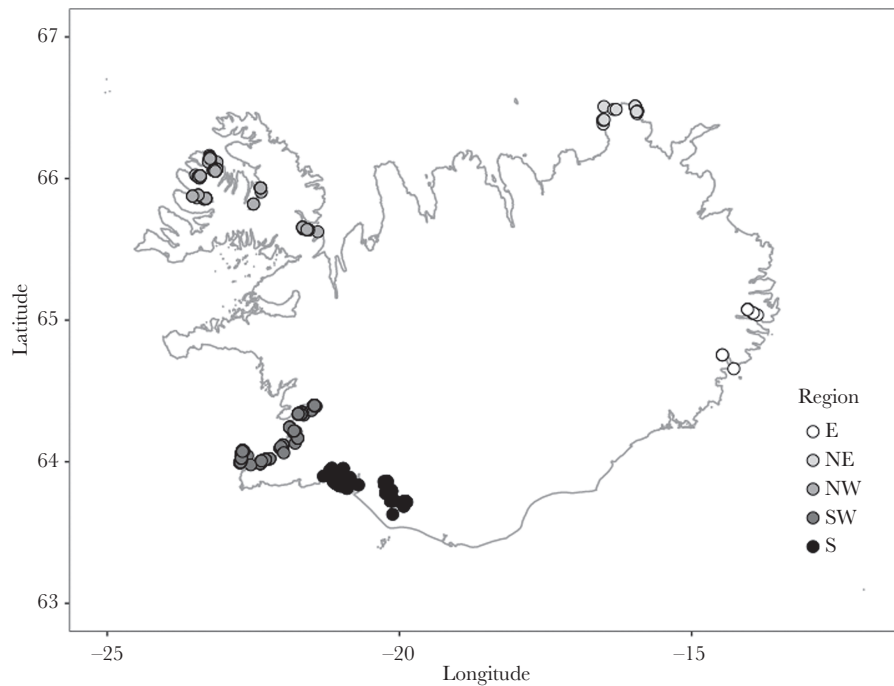 67
66
65
64
63
Latitude
–25
–20
–15
Longitude
Region
E
NE
NW
SW
S